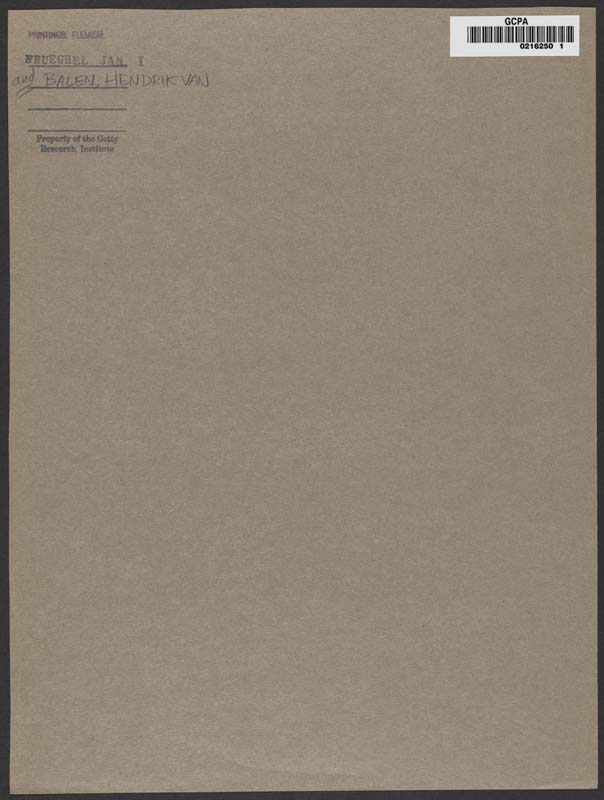 PAINTINGS, FLEMISH
BRUEGHEL JAN I
and BALEN, HENDRIK VAN
Property of the Getty
Research Institute
GCPA
0216250 1